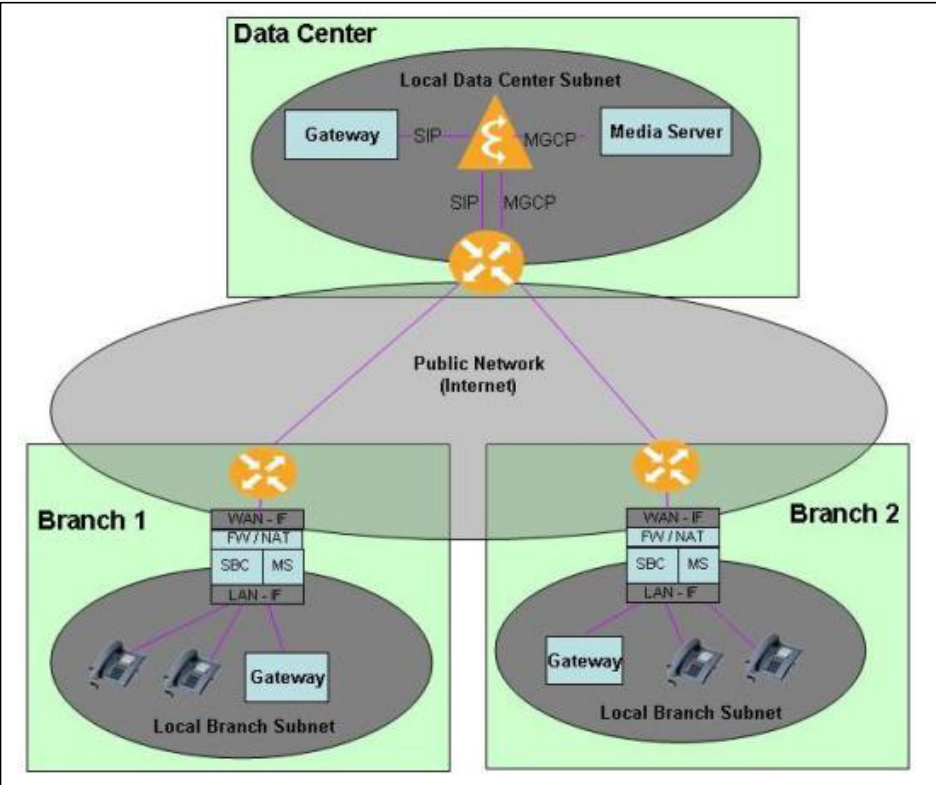 Data Center
Local Data Center Subnet
Gateway
SIP
MGCP
Media Server
SIP
MGCP
Public Network
(Internet)
Branch 1
WAN - IF
FW / NAT
SBC
MS
LAN - IF
Gateway
Local Branch Subnet
Branch 2
WAN - IF
FW / NAT
SBC
MS
LAN - IF
Gateway
Local Branch Subnet